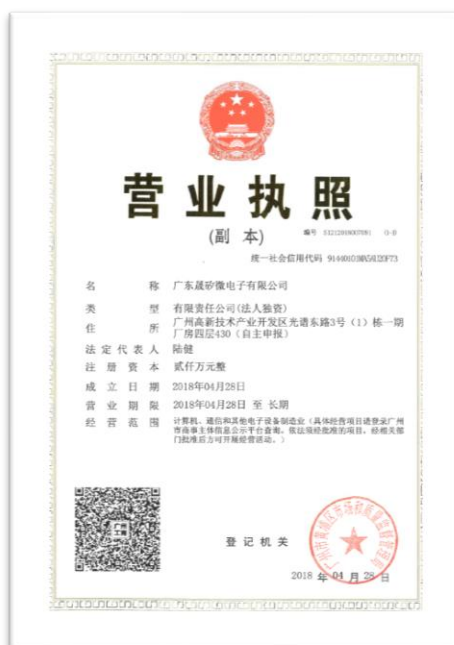 营业执照
(副 本)
编号
(1-1)
统一社会信用代码
名 称 广东晟矽微电子有限公司
类 型 有限责任公司(法人独资)
住 所 广州高新技术产业开发区光谱东路3号（1）栋一期
厂房四层430（自主申报）
法定代表人 陆健
注册资本 贰仟万元整
成立日期 2018年04月28日
营业期限 2018年04月28日 至 长期
经营范围 计算机、通信和其他电子设备制造业（具体经营项目请登录广州
市商事主体信息公示平台查询。依法须经批准的项目，经相关部
门批准后方可开展经营活动。）
登记机关
2018 年 04 月 28 日